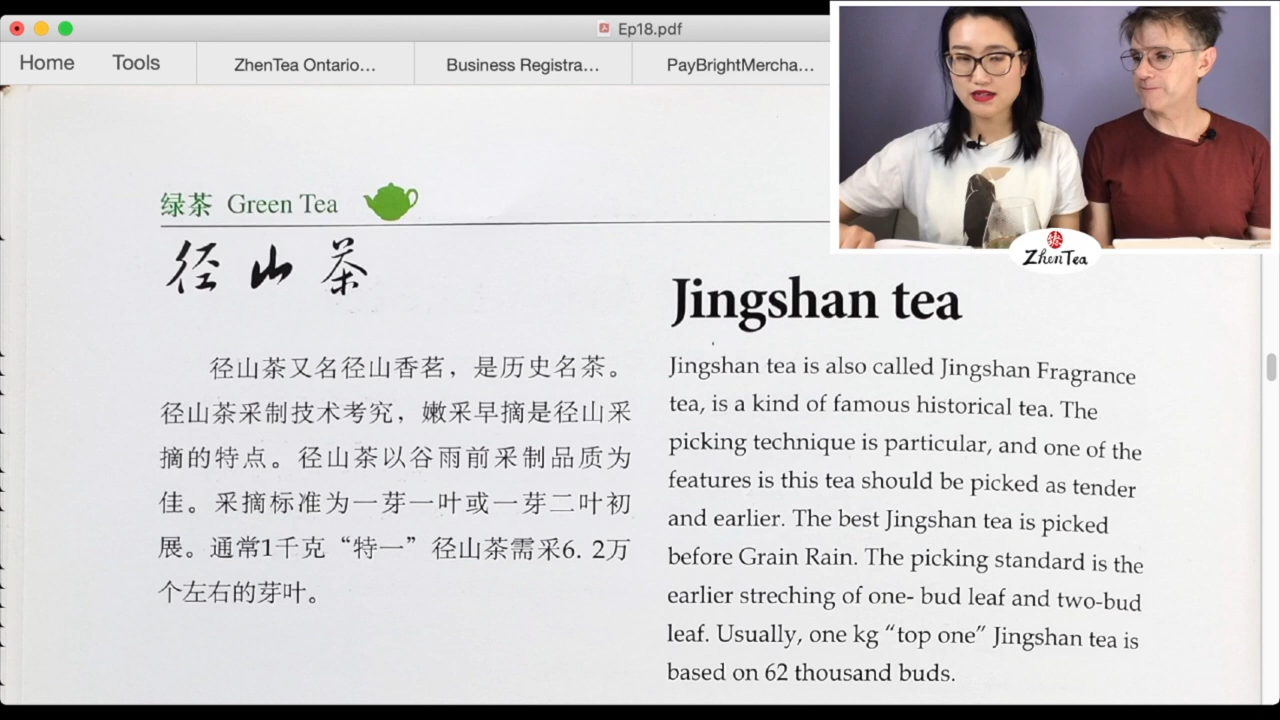 Ep18.pdf
Home
Tools
ZhenTea Ontario...
Business Registra...
PayBrightMercha...
绿茶 Green Tea
径山茶
径山茶又名径山香茗，是历史名茶。
径山茶采制技术考究，嫩采早摘是径山采
摘的特点。径山茶以谷雨前采制品质为
佳。采摘标准为一芽一叶或一芽二叶初
展。通常1千克“特一”径山茶需采6. 2万
个左右的芽叶。
Jingshan tea
Jingshan tea is also called Jingshan Fragrance
tea, is a kind of famous historical tea. The
picking technique is particular, and one of the
features is this tea should be picked as tender
and earlier. The best Jingshan tea is picked
before Grain Rain. The picking standard is the
earlier streching of one- bud leaf and two-bud
leaf. Usually, one kg “top one” Jingshan tea is
based on 62 thousand buds.
ZhenTea